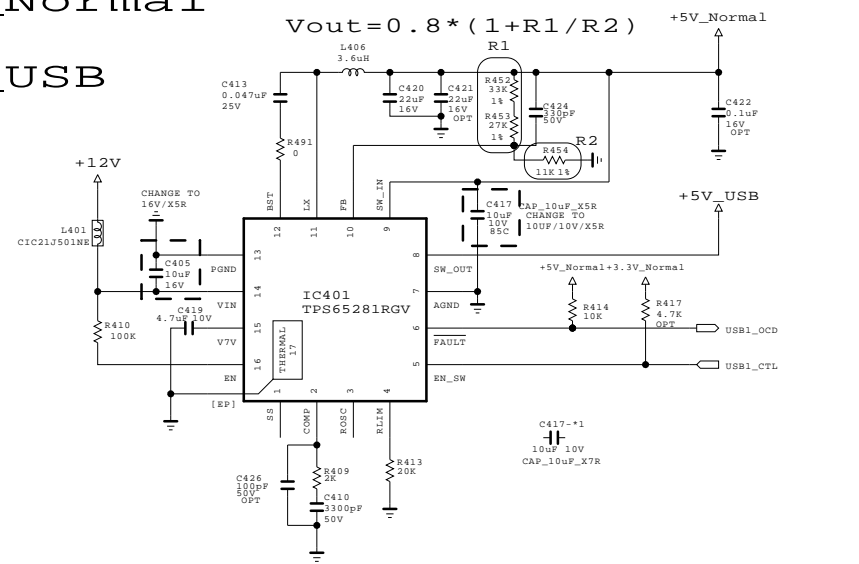 _Normal
_USB
Vout=0.8*(1+R1/R2)
+5V_Normal
R1
L406
3.6uH
C413
0.047uF
25V
C420
22uF
16V
C421
22uF
16V
OPT
R452
33K
1%
R453
27K
1%
C424
330pF
50V
C422
0.1uF
16V
OPT
R491
0
R2
R454
11K 1%
+12V
CHANGE TO
16V/X5R
+5V_USB
BST
LX
FB
SW_IN
C417
10uF
10V
85C
CAP_10uF_X5R
CHANGE TO
10UF/10V/X5R
12
11
10
9
L401
CIC21J501NE
C405
10uF
16V
13
PGND
14
VIN
IC401
TPS65281RGV
8
SW_OUT
7
AGND
+5V_Normal
+3.3V_Normal
C419
4.7uF 10V
R410
100K
15
V7V
THERMAL
17
6
FAULT
R414
10K
R417
4.7K
OPT
USB1_OCD
16
EN
5
EN_SW
USB1_CTL
[EP]
1
2
3
4
SS
COMP
ROSC
RLIM
C417-*1
10uF 10V
CAP_10uF_X7R
C426
100pF
50V
OPT
R409
2K
C410
3300pF
50V
R413
20K